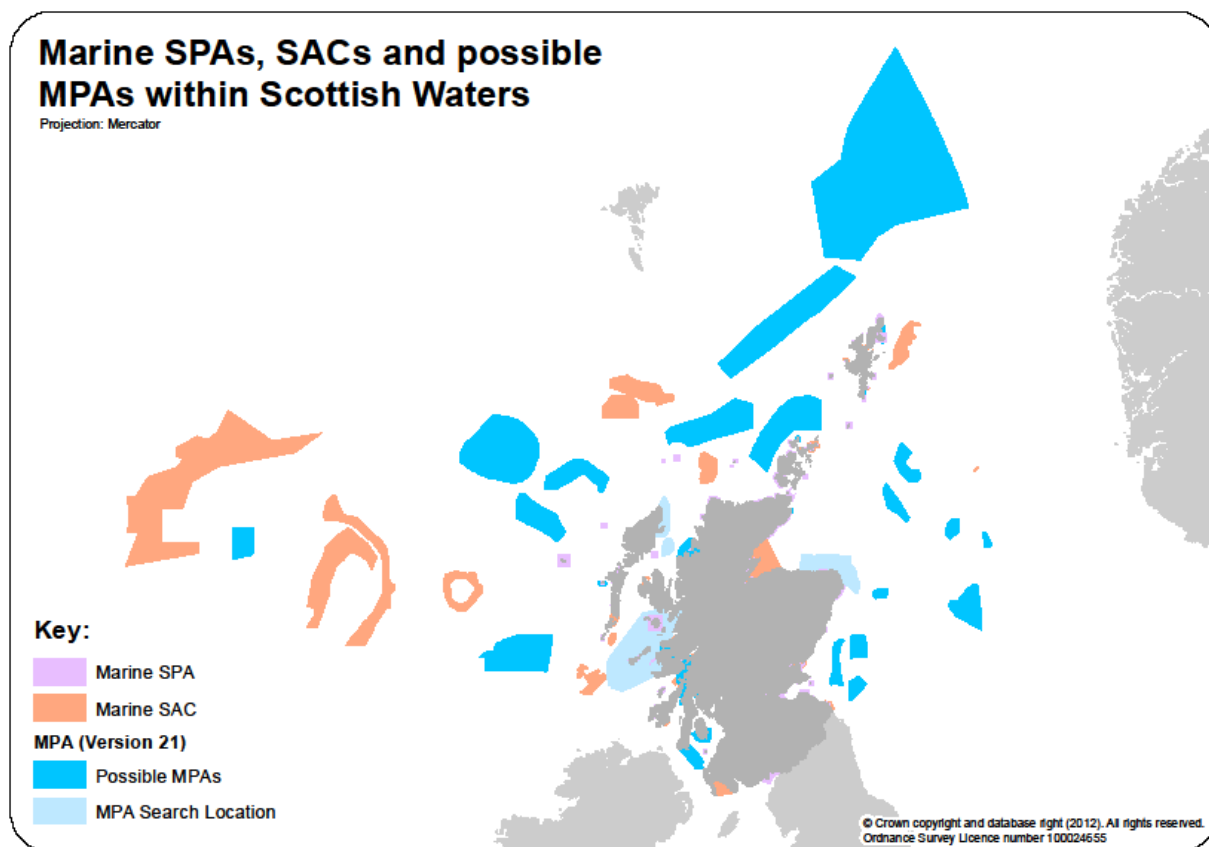 Marine SPAs, SACs and possible
MPAs within Scottish Waters
Projection: Mercator
Key:
Marine SPA
Marine SAC
MPA (Version 21)
Possible MPAs
MPA Search Location
© Crown copyright and database right (2012). All rights reserved.
Ordnance Survey Licence number 100024655